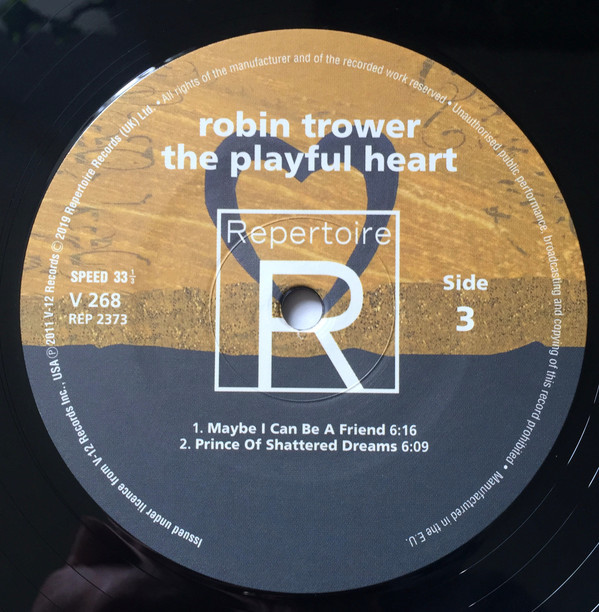 Issued under licence from V-12 Records Inc., USA ℗ 2011 V-12 Records © 2019 Repertoire Records (UK) Ltd. • All rights of the manufacturer and of the recorded work reserved • Unauthorised public performance, broadcasting and copying of this record prohibited • Manufactured in the E.U.
robin trower
the playful heart
Repertoire
R
SPEED 33 1/3
V 268
REP 2373
Side
3
1. Maybe I Can Be A Friend 6:16
2. Prince Of Shattered Dreams 6:09